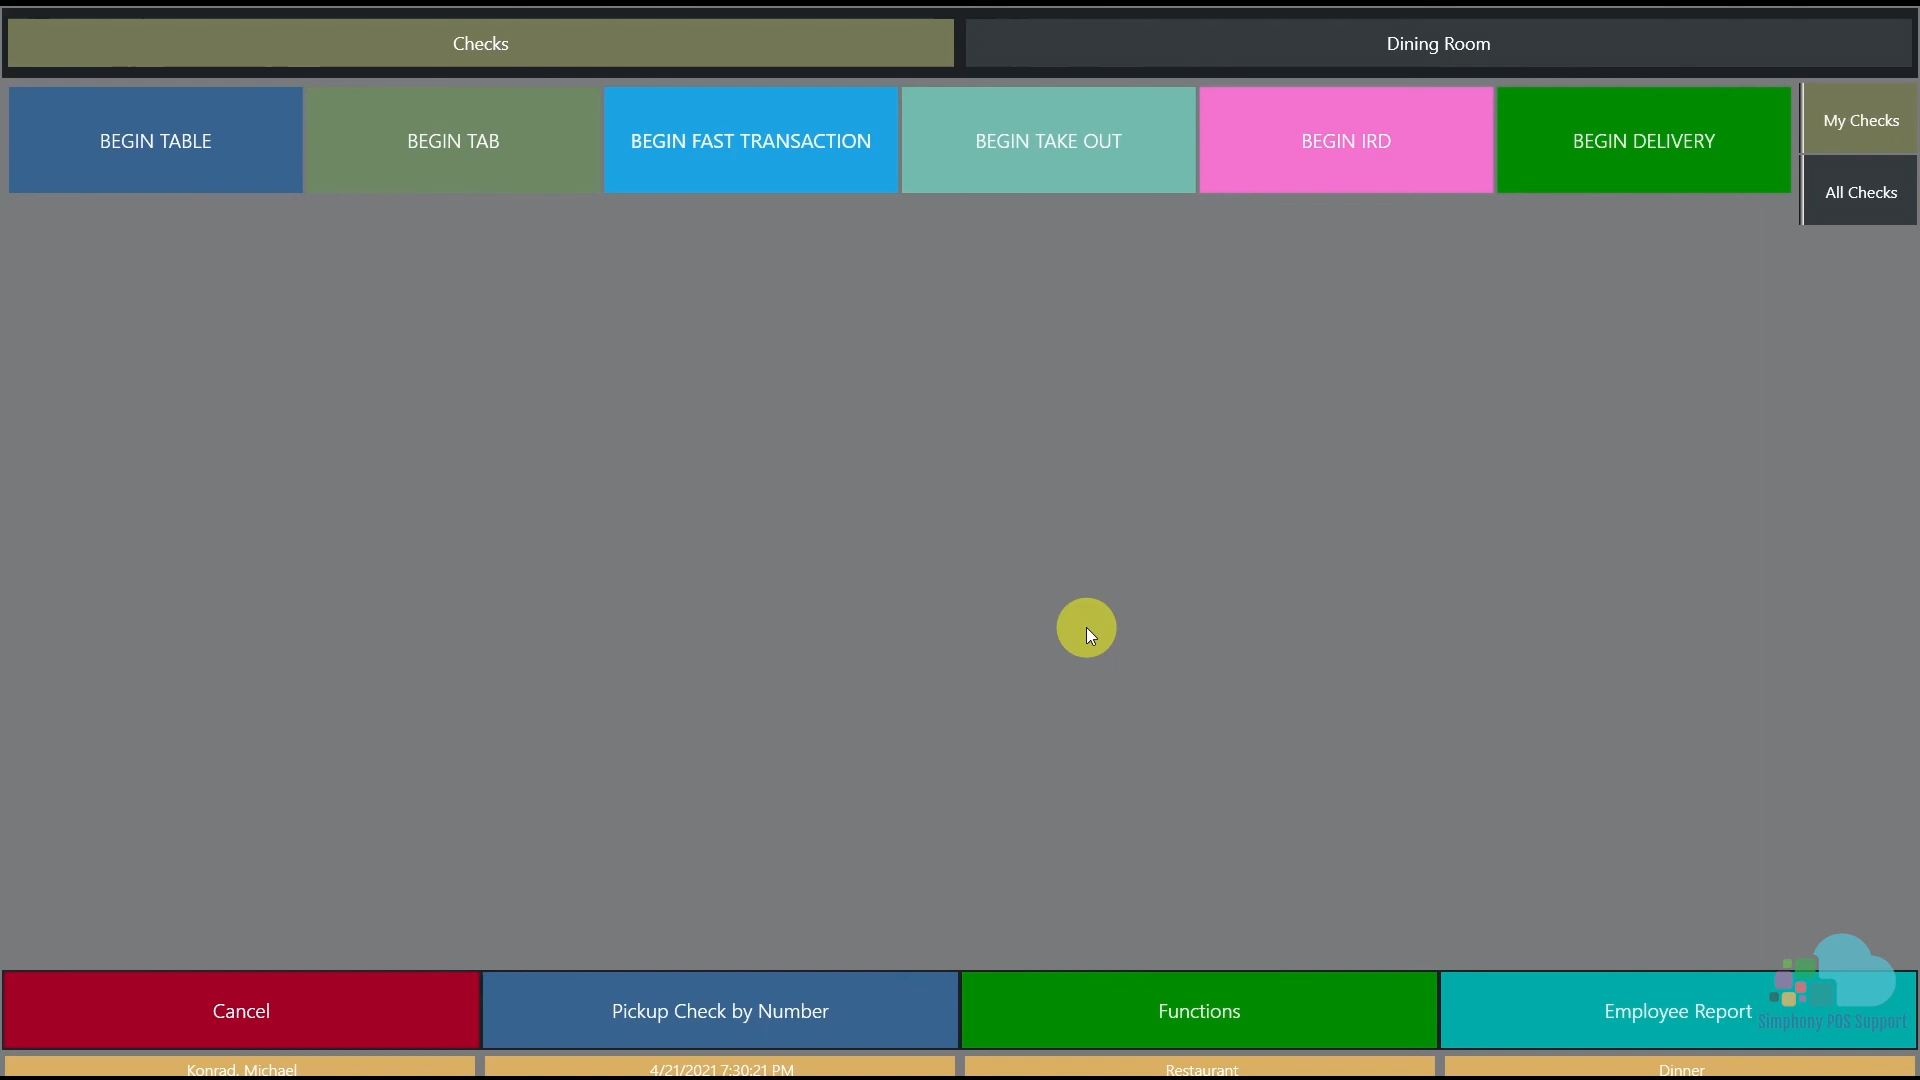 Checks
Dining Room
BEGIN TABLE
BEGIN TAB
BEGIN FAST TRANSACTION
BEGIN TAKE OUT
BEGIN IRD
BEGIN DELIVERY
My Checks
All Checks
Cancel
Pickup Check by Number
Functions
Employee Report
Simphony POS Support
Konrad, Michael
4/21/2021 7:30:21 PM
Restaurant
Dinner